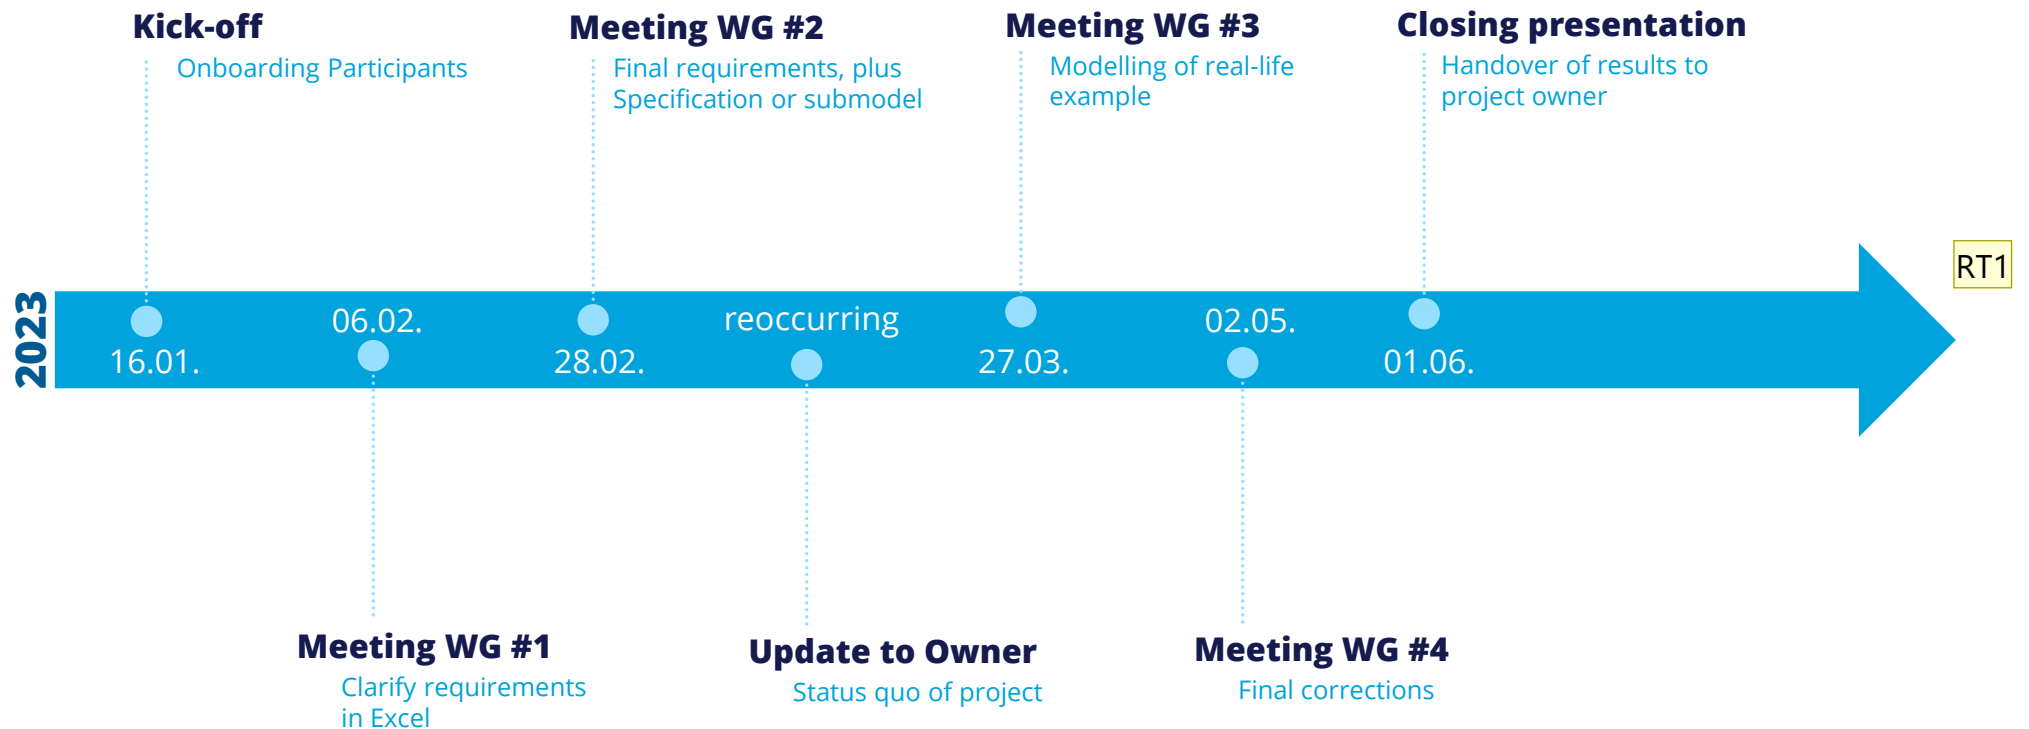 Kick-off
Onboarding Participants
Meeting WG #2
Final requirements, plus
Specification or submodel
Meeting WG #3
Modelling of real-life
example
Closing presentation
Handover of results to
project owner
RT1
2023
16.01.
06.02.
28.02.
reoccurring
27.03.
02.05.
01.06.
Meeting WG #1
Clarify requirements
in Excel
Update to Owner
Status quo of project
Meeting WG #4
Final corrections